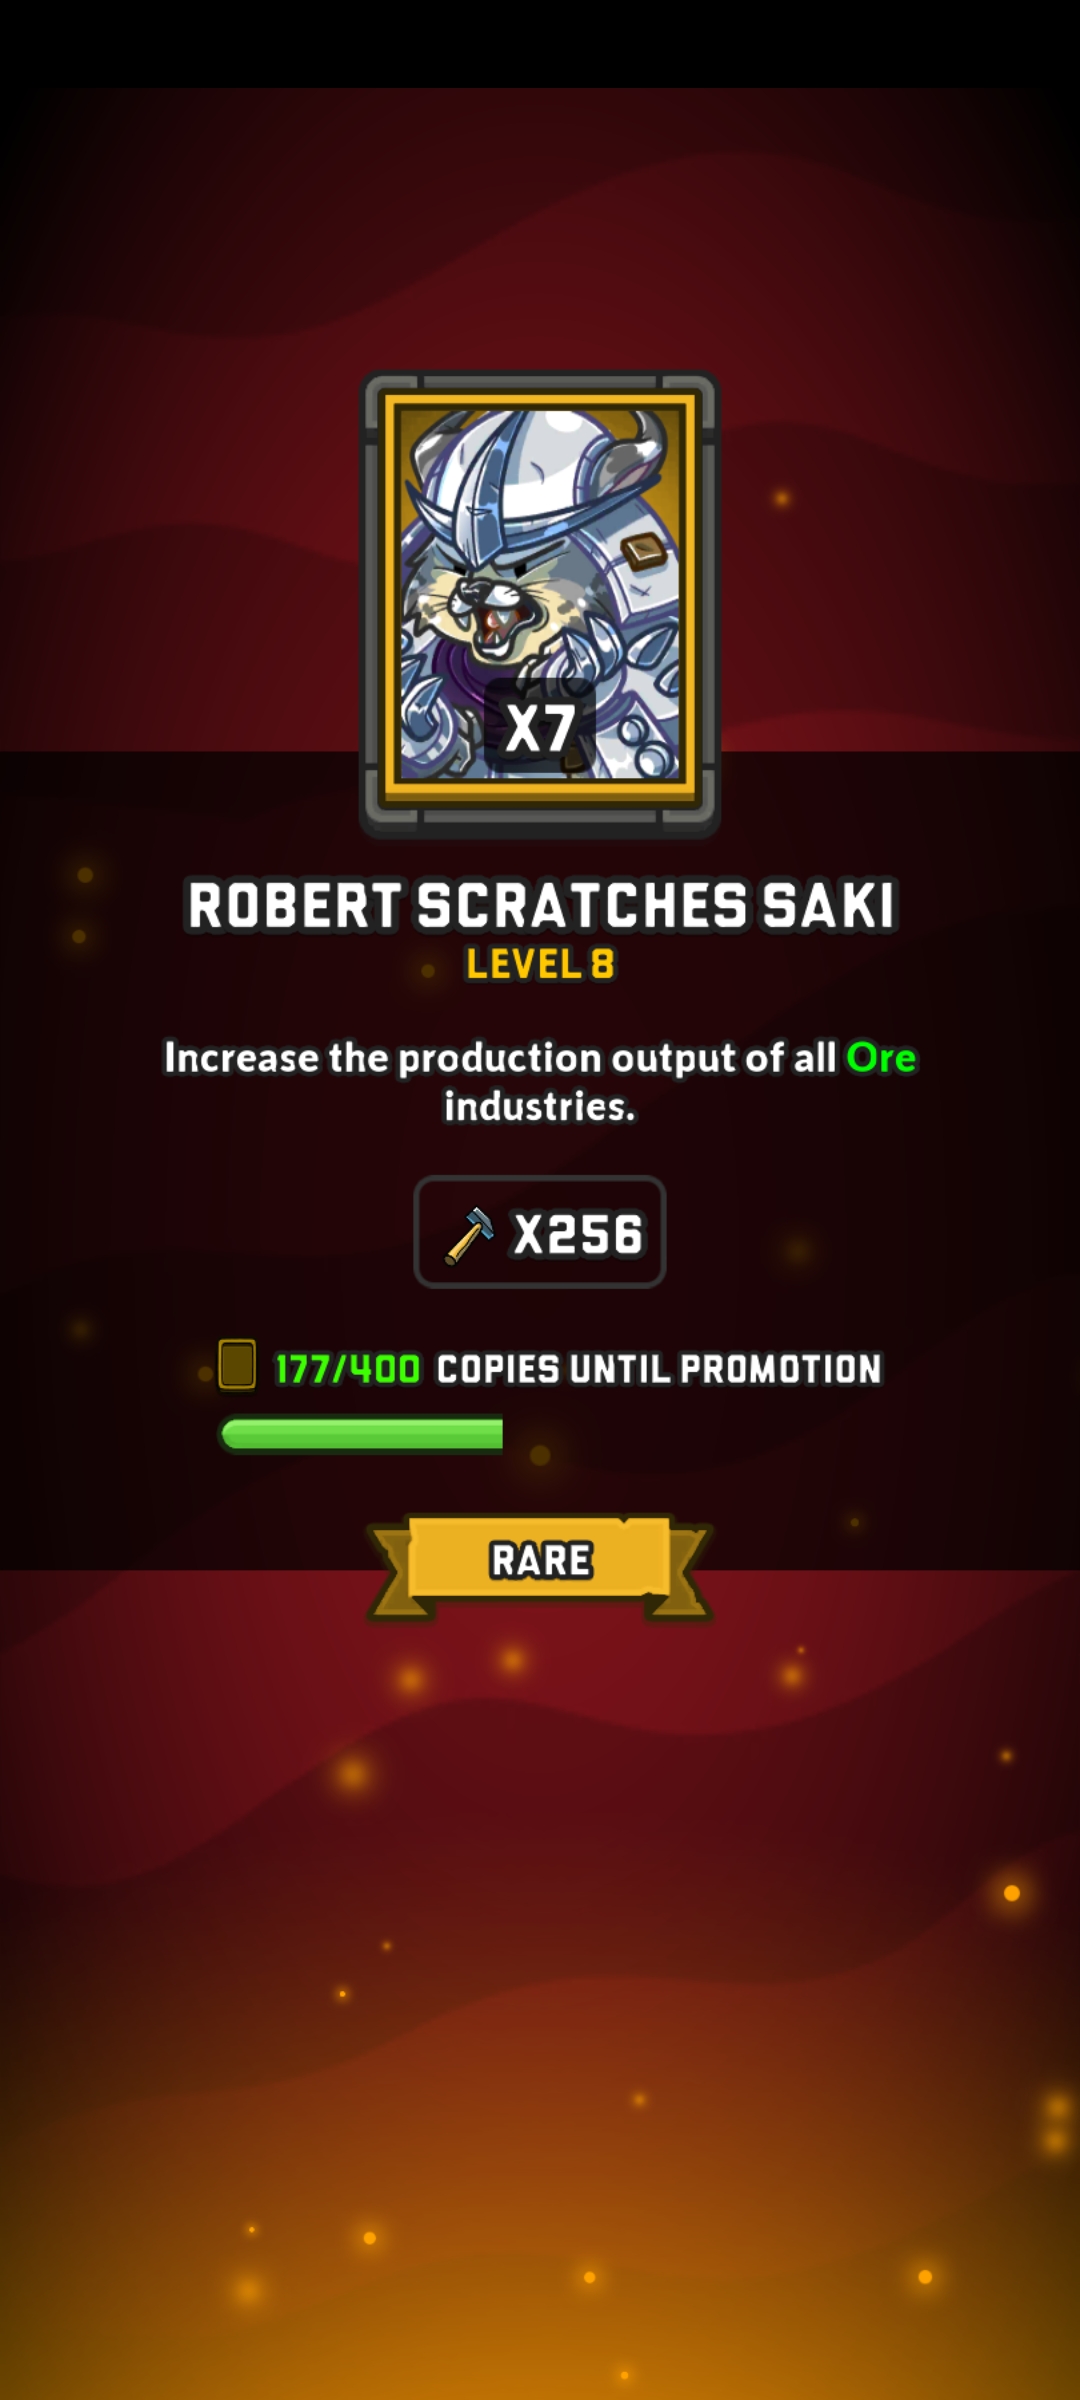 X7
ROBERT SCRATCHES SAKI
LEVEL 8
Increase the production output of all Ore
industries.
X256
177/400 COPIES UNTIL PROMOTION
RARE